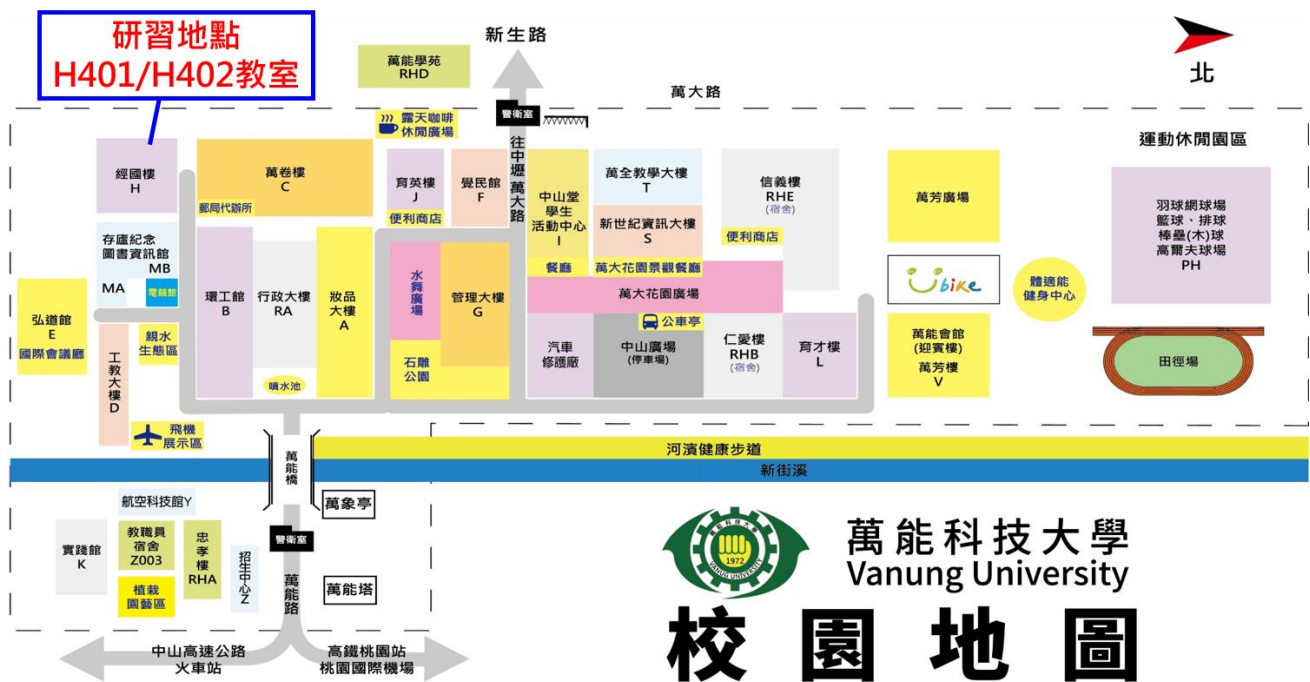 研習地點
H401/H402教室
新生路
萬能學苑
RHD
萬大路
北
警衛室
露天咖啡
休閒廣場
往中壢 萬大路
運動休閒園區
經國樓
H
萬卷樓
C
郵局代辦所
育英樓
J
便利商店
覺民館
F
中山堂
學生
活動中心
I
餐廳
萬全教學大樓
T
新世紀資訊大樓
S
萬大花園景觀餐廳
信義樓
RHE
(宿舍)
便利商店
萬芳廣場
羽球網球場
籃球、排球
棒壘(木)球
高爾夫球場
PH
存廬紀念
圖書資訊館
MB
MA
電競館
環工館
B
行政大樓
RA
妝品
大樓
A
水舞廣場
管理大樓
G
萬大花園廣場
Ubike
體適能
健身中心
弘道館
E
國際會議廳
親水
生態區
工教大樓
D
噴水池
石雕
公園
汽車
修護廠
公車亭
中山廣場
(停車場)
仁愛樓
RHB
(宿舍)
育才樓
L
萬能會館
(迎賓樓)
萬芳樓
V
田徑場
飛機
展示區
萬能橋
河濱健康步道
新街溪
航空科技館Y
萬象亭
實踐館
K
教職員
宿舍
Z003
植栽
園藝區
忠孝樓
RHA
招生中心
Z
警衛室
萬能路
萬能塔
中山高速公路
火車站
高鐵桃園站
桃園國際機場
萬能科技大學
1972
萬能科技大學
Vanung University
校園地圖